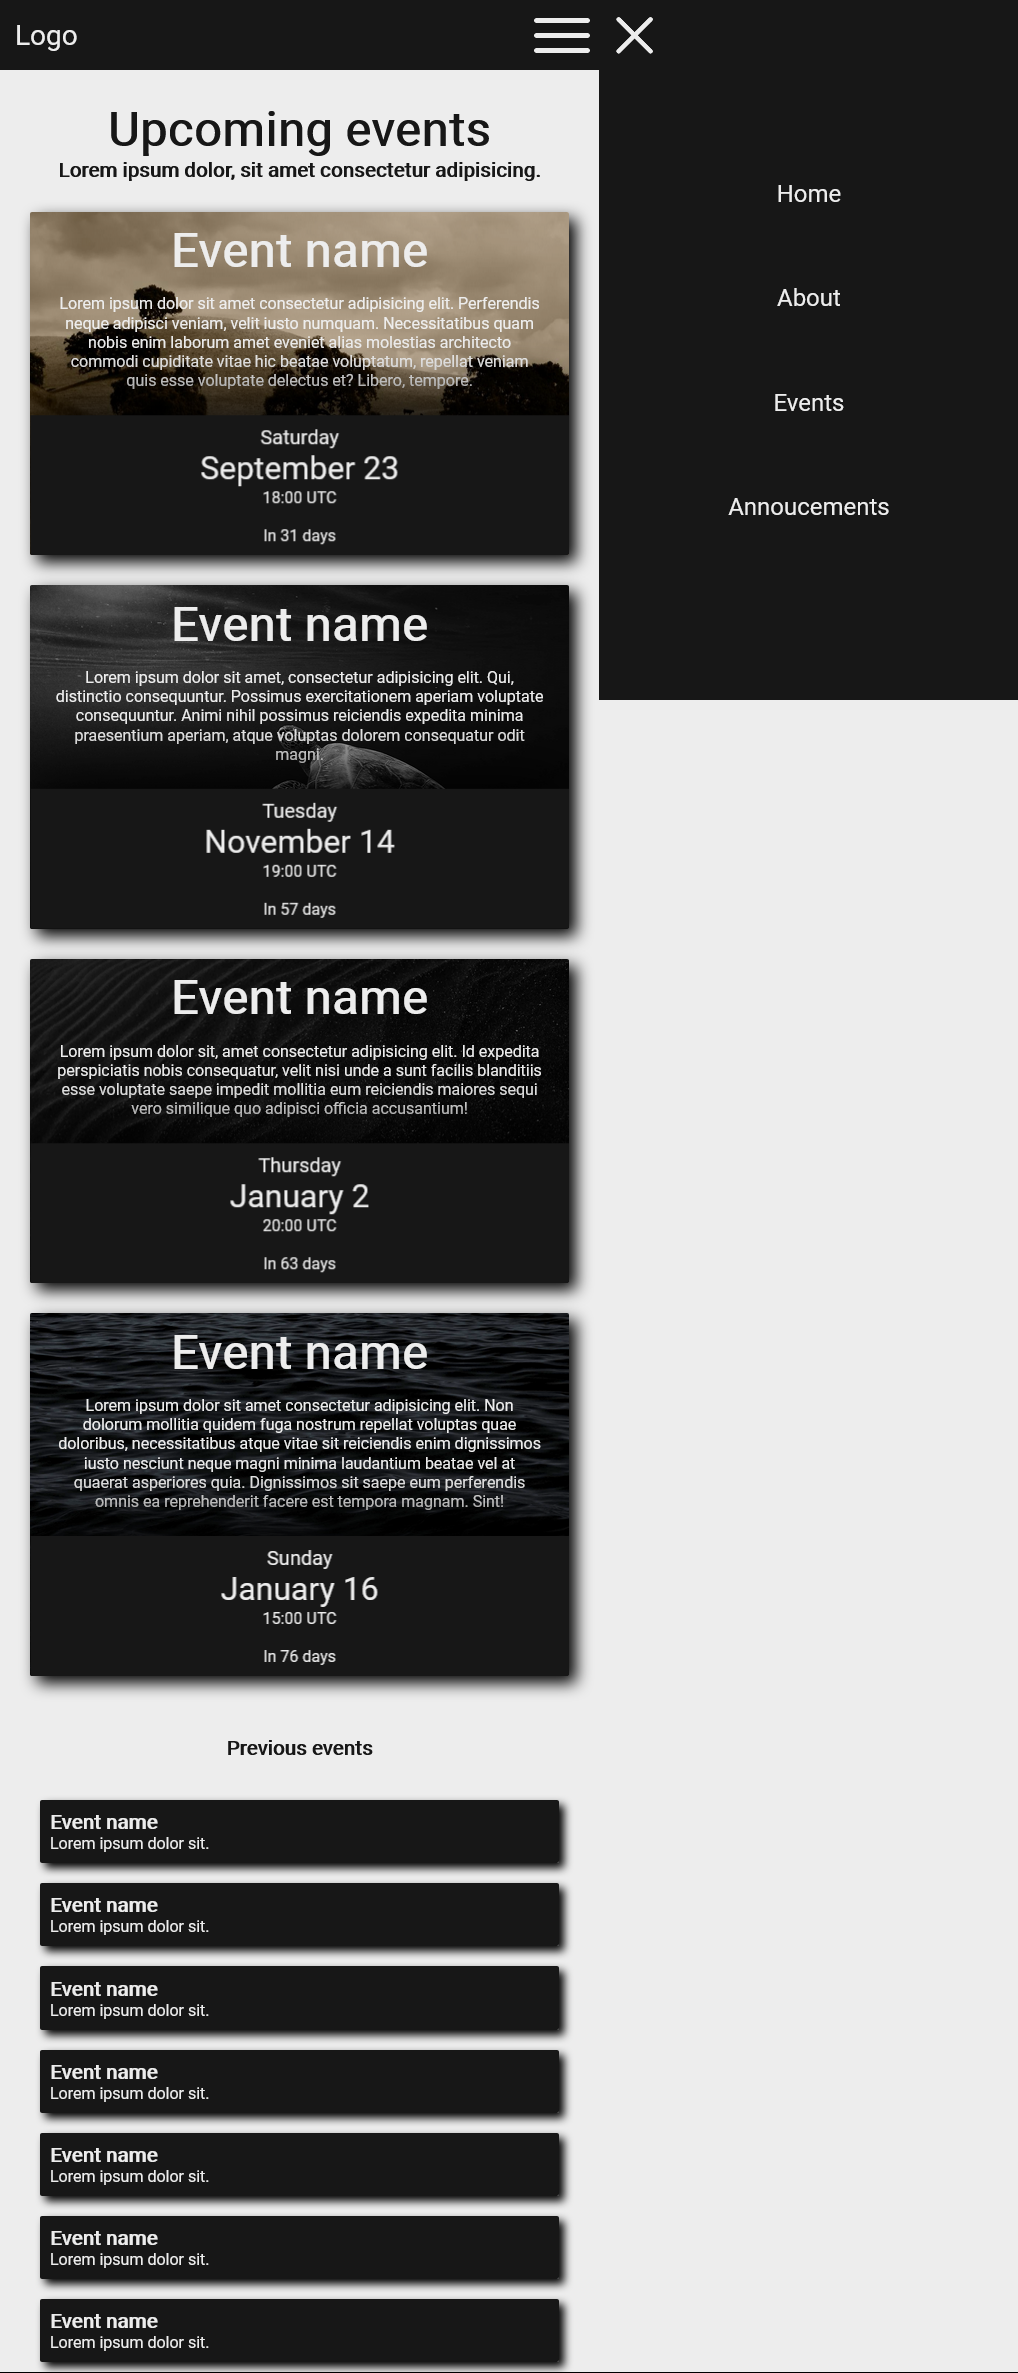 Logo
Upcoming events
Lorem ipsum dolor, sit amet consectetur adipisicing.
Event name
Lorem ipsum dolor sit amet consectetur adipisicing elit. Perferendis
neque adipisci veniam, velit iusto numquam. Necessitatibus quam
nobis enim laborum amet eveniet alias molestias architecto
commodi cupiditate vitae hic beatae voluptatum, repellat veniam
quis esse voluptate delectus et? Libero, tempore.
Saturday
September 23
18:00 UTC
In 31 days
Event name
Lorem ipsum dolor sit amet, consectetur adipisicing elit. Qui,
distinctio consequuntur. Possimus exercitationem aperiam voluptate
consequuntur. Animi nihil possimus reiciendis expedita minima
praesentium aperiam, atque voluptas dolorem consequatur odit
magni.
Tuesday
November 14
19:00 UTC
In 57 days
Event name
Lorem ipsum dolor sit, amet consectetur adipisicing elit. Id expedita
perspiciatis nobis consequatur, velit nisi unde a sunt facilis blanditiis
esse voluptate saepe impedit mollitia eum reiciendis maiores sequi
vero similique quo adipisci officia accusantium!
Thursday
January 2
20:00 UTC
In 63 days
Event name
Lorem ipsum dolor sit amet consectetur adipisicing elit. Non
dolorum mollitia quidem fuga nostrum repellat voluptas quae
doloribus, necessitatibus atque vitae sit reiciendis enim dignissimos
iusto nesciunt neque magni minima laudantium beatae vel at
quaerat asperiores quia. Dignissimos sit saepe eum perferendis
omnis ea reprehenderit facere est tempora magnam. Sint!
Sunday
January 16
15:00 UTC
In 76 days
Previous events
Event name
Lorem ipsum dolor sit.
Event name
Lorem ipsum dolor sit.
Event name
Lorem ipsum dolor sit.
Event name
Lorem ipsum dolor sit.
Event name
Lorem ipsum dolor sit.
Event name
Lorem ipsum dolor sit.
Event name
Lorem ipsum dolor sit.
Home
About
Events
Annoucements